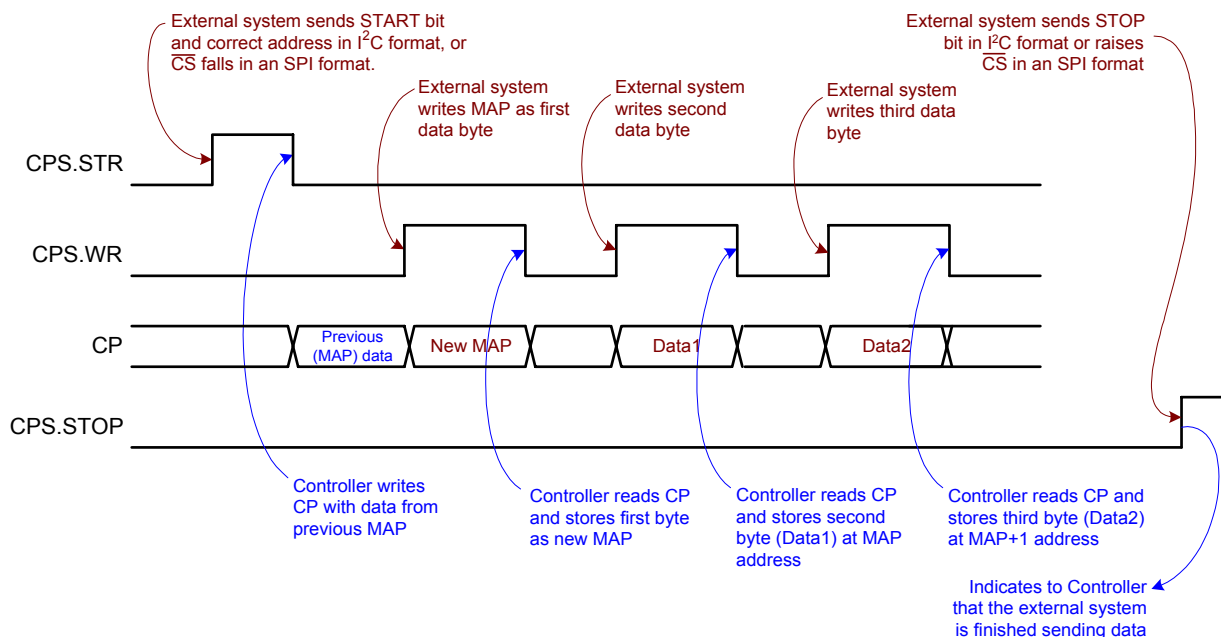 External system sends START bit
and correct address in I²C format, or
CS falls in an SPI format.
External system sends STOP
bit in I²C format or raises
CS in an SPI format
External system
writes MAP as first
data byte
External system
writes second
data byte
External system
writes third data
byte
CPS.STR
CPS.WR
CP
Previous
(MAP) data
New MAP
Data1
Data2
CPS.STOP
Controller writes
CP with data from
previous MAP
Controller reads CP
and stores first byte
as new MAP
Controller reads CP
and stores second
byte (Data1) at MAP
address
Controller reads CP and
stores third byte (Data2)
at MAP+1 address
Indicates to Controller
that the external system
is finished sending data